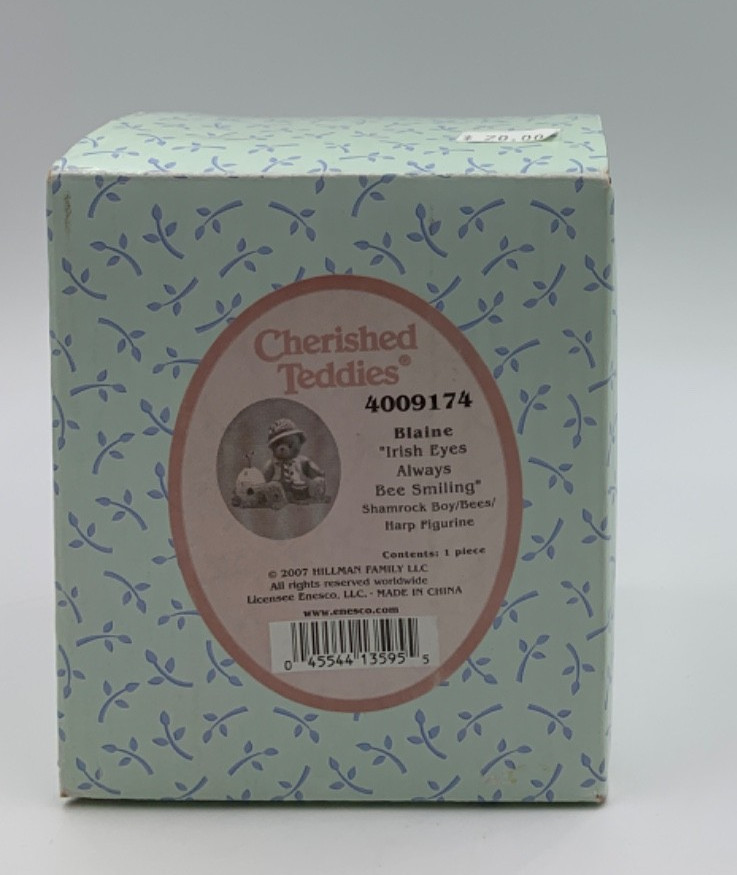 $ 20.00
Cherished
Teddies®
4009174
Blaine
"Irish Eyes
Always
Bee Smiling"
Shamrock Boy/Bees/
Harp Figurine
Contents: 1 piece
© 2007 HILLMAN FAMILY LLC
All rights reserved worldwide
Licensee Enesco, LLC. · MADE IN CHINA
www.enesco.com
0 45544 13595 5